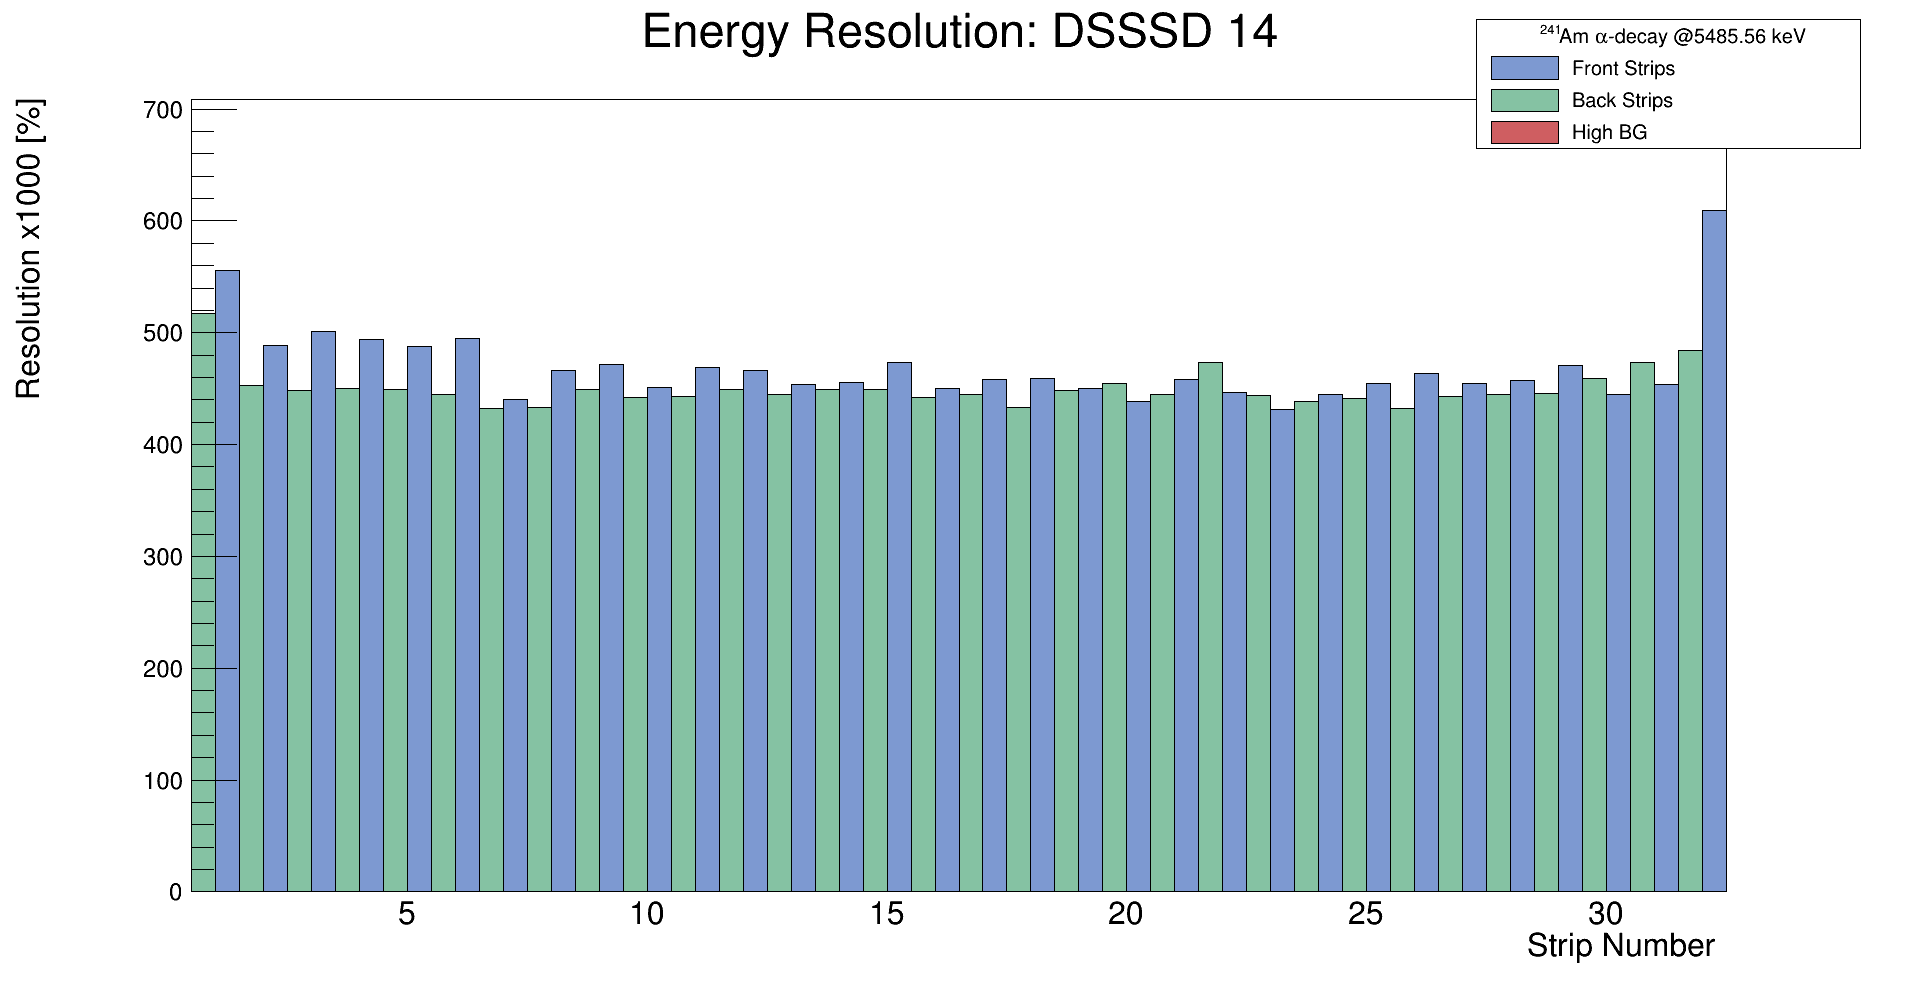 Energy Resolution: DSSSD 14
²⁴¹Am α-decay @5485.56 keV
Front Strips
Back Strips
High BG
Resolution x1000 [%]
700
600
500
400
300
200
100
0
5 10 15 20 25 30
Strip Number